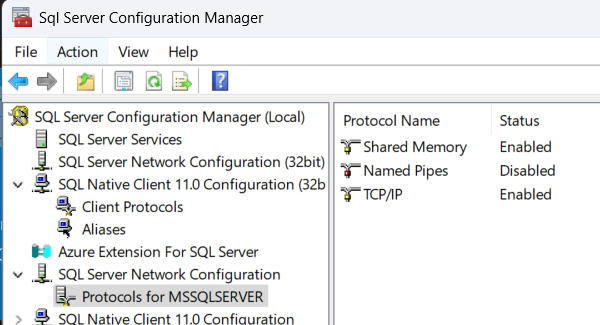 Sql Server Configuration Manager
File Action View Help
SQL Server Configuration Manager (Local)
SQL Server Services
SQL Server Network Configuration (32bit)
SQL Native Client 11.0 Configuration (32b
Client Protocols
Aliases
Azure Extension For SQL Server
SQL Server Network Configuration
Protocols for MSSQLSERVER
SQL Native Client 11.0 Configuration
Protocol Name Status
Shared Memory Enabled
Named Pipes Disabled
TCP/IP Enabled